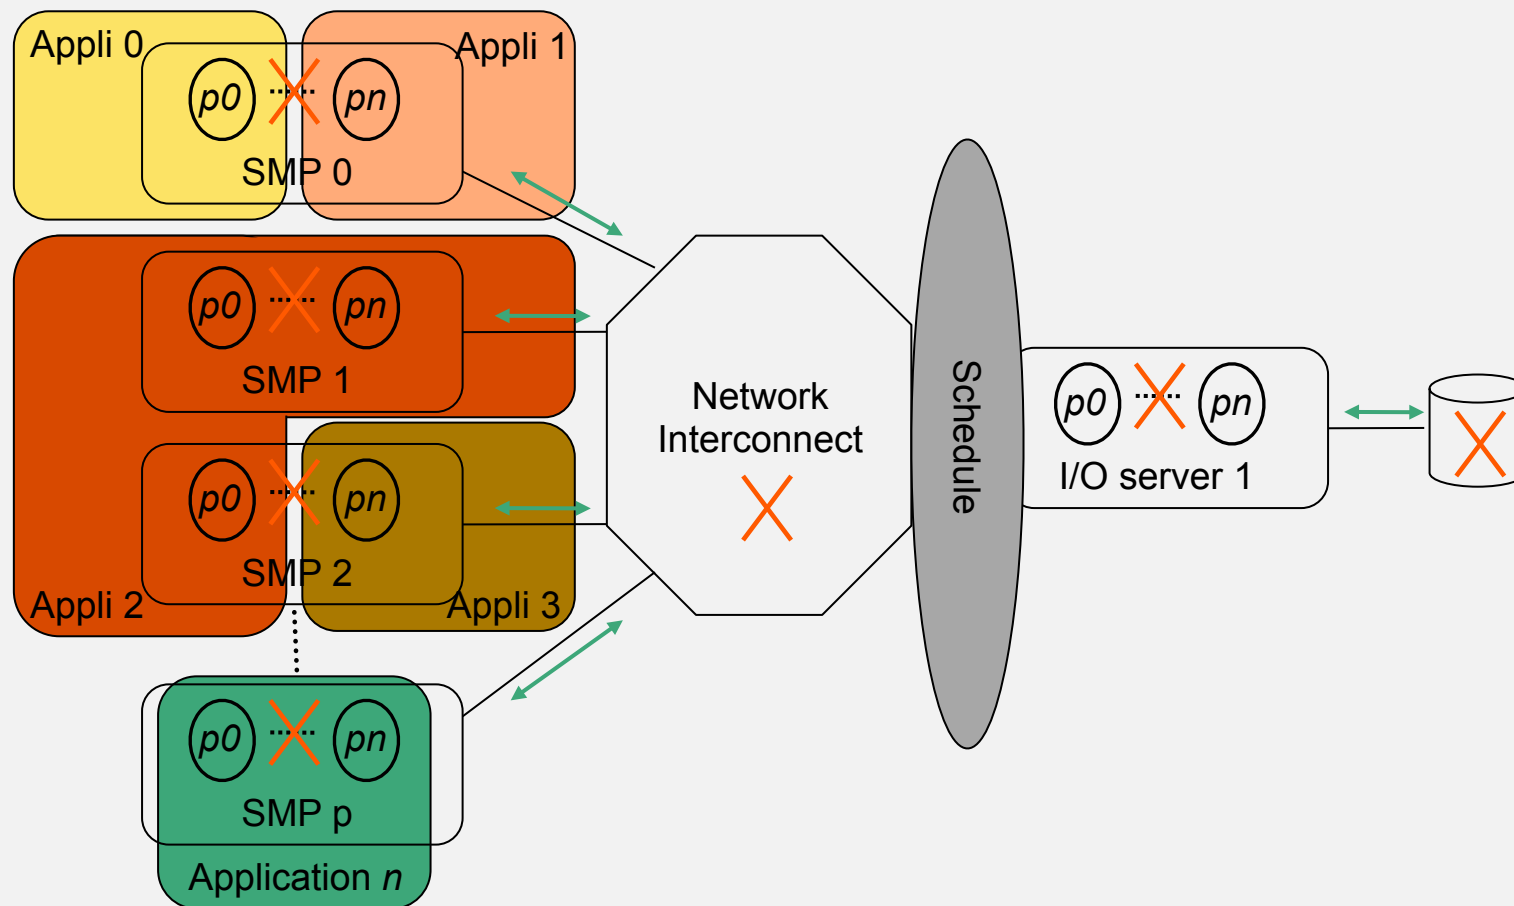 Appli 0
Appli 1
p0 ...... pn
SMP 0
p0 ...... pn
SMP 1
p0 ...... pn
SMP 2
Appli 2
Appli 3
p0 ...... pn
SMP p
Application n
Network
Interconnect
Schedule
p0 ...... pn
I/O server 1